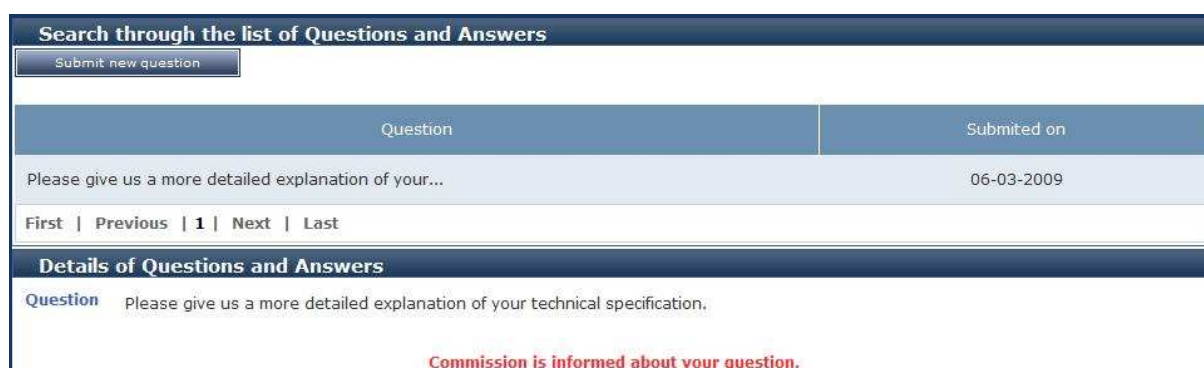 Search through the list of Questions and Answers
Submit new question
Question Submited on
Please give us a more detailed explanation of your... 06-03-2009
First | Previous | 1 | Next | Last
Details of Questions and Answers
Question Please give us a more detailed explanation of your technical specification.
Commission is informed about your question.